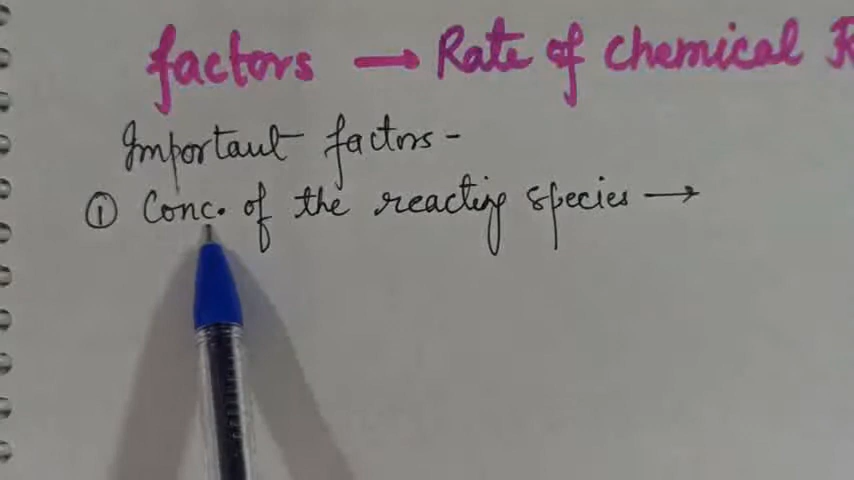 factors → Rate of chemical R
Important factors -
① Conc. of the reacting species →